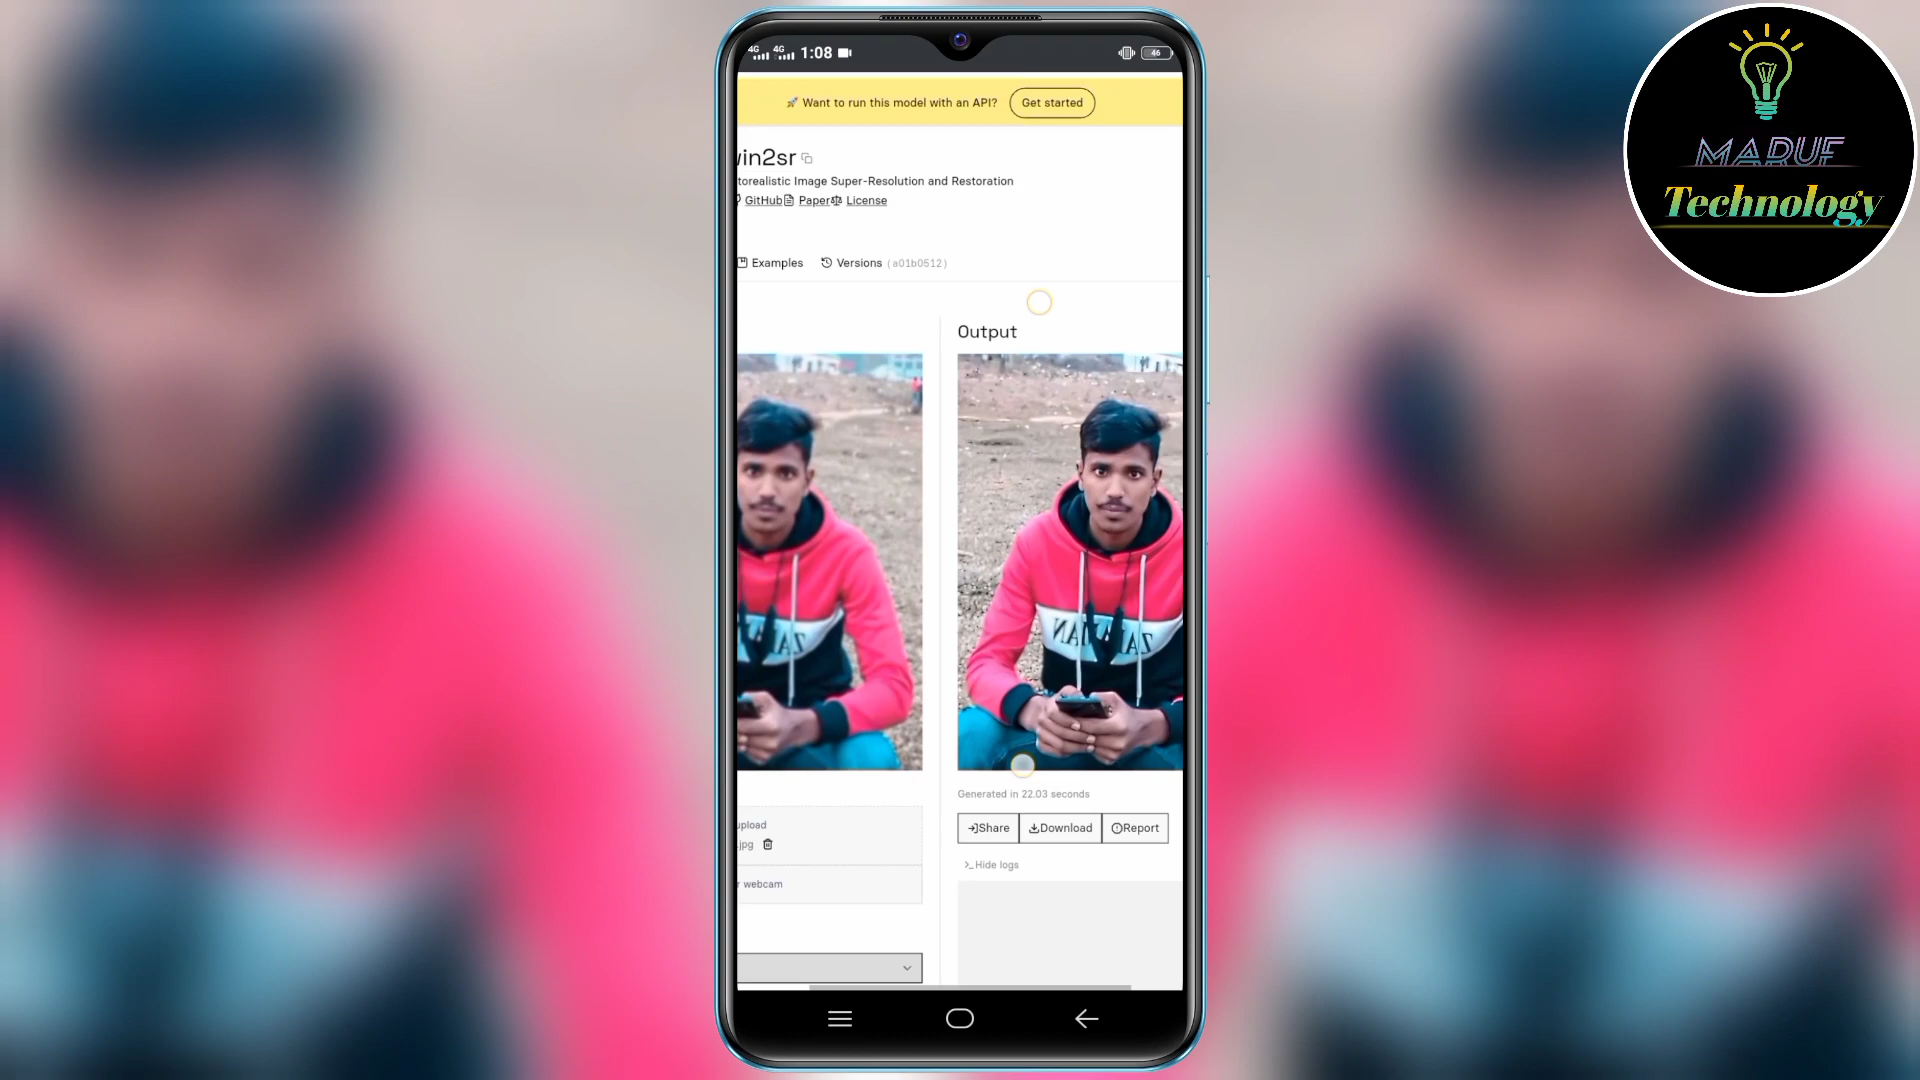 4G 4G 1:08 46
🚀 Want to run this model with an API? Get started
in2sr
torealistic Image Super-Resolution and Restoration
GitHub Paper License
Examples Versions (a01b0512)
Output
Generated in 22.03 seconds
Share Download Report
>_Hide logs
upload
.jpg
r webcam
MARUF
Technology